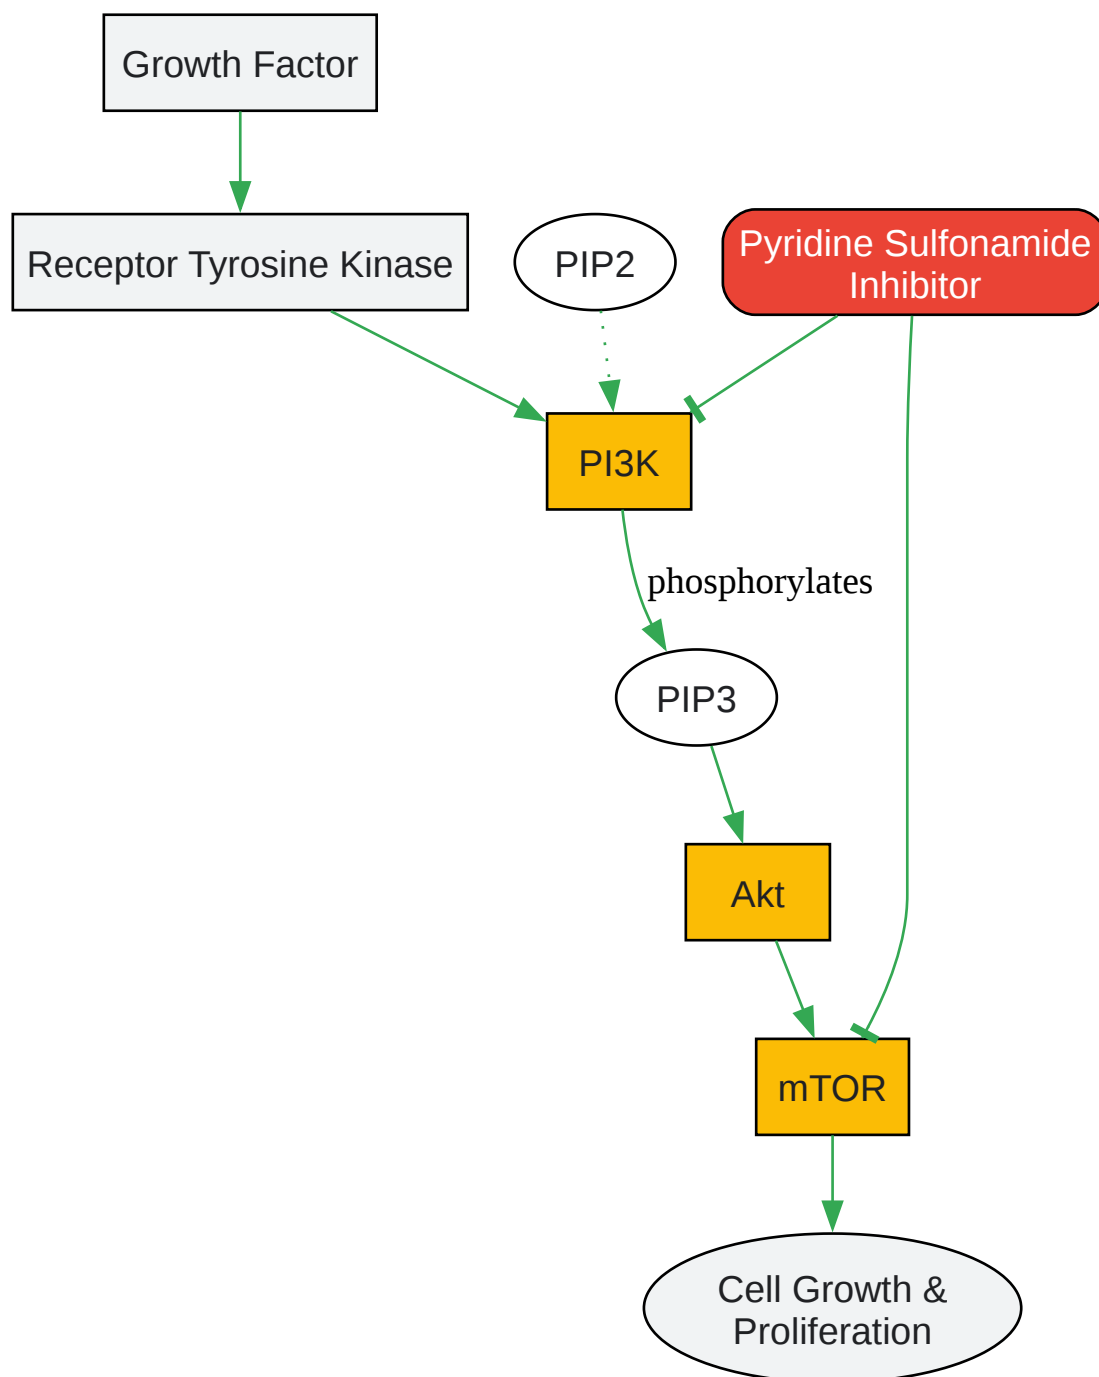 Growth Factor
Receptor Tyrosine Kinase
PIP2
Pyridine Sulfonamide
Inhibitor
PI3K
phosphorylates
PIP3
Akt
mTOR
Cell Growth &
Proliferation